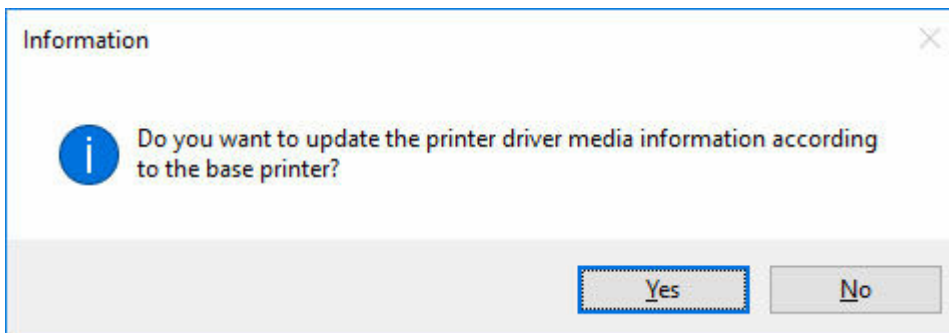 Information
Do you want to update the printer driver media information according
to the base printer?
Yes
No